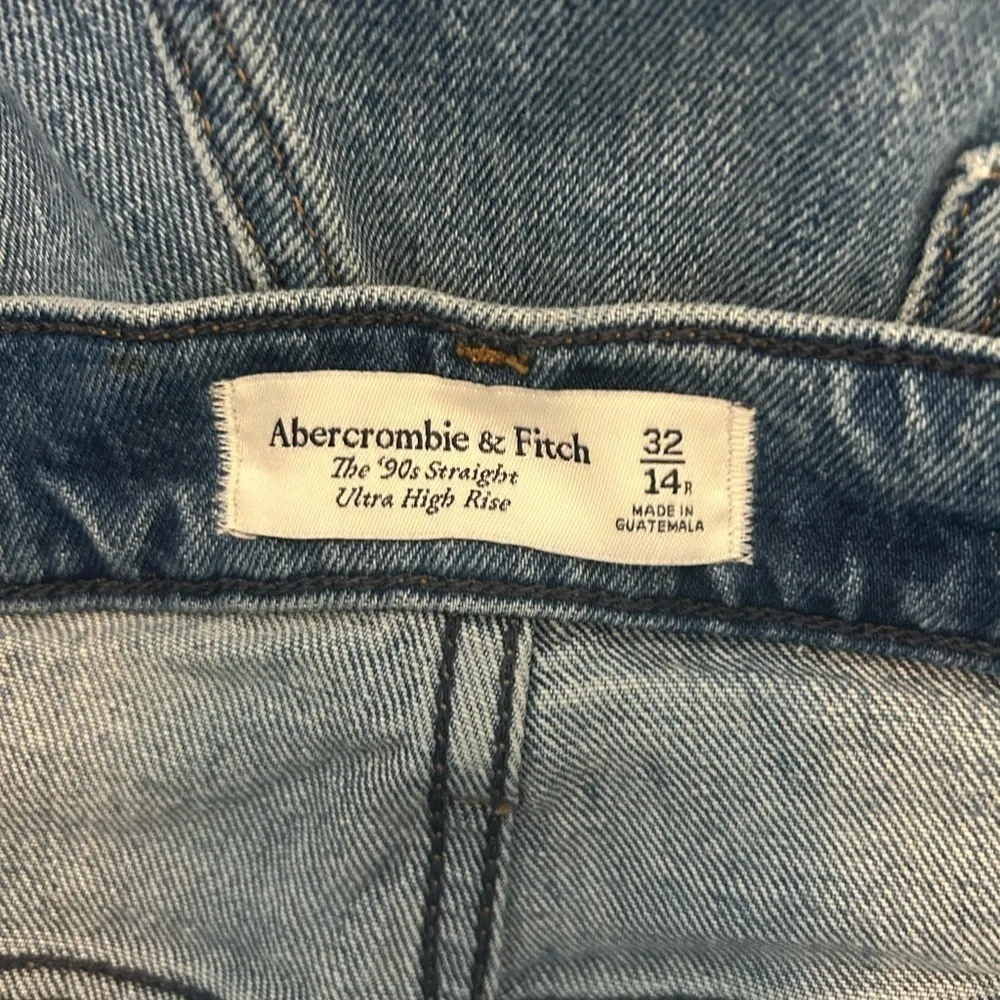 Abercrombie & Fitch
The '90s Straight
Ultra High Rise
32
14R
MADE IN
GUATEMALA